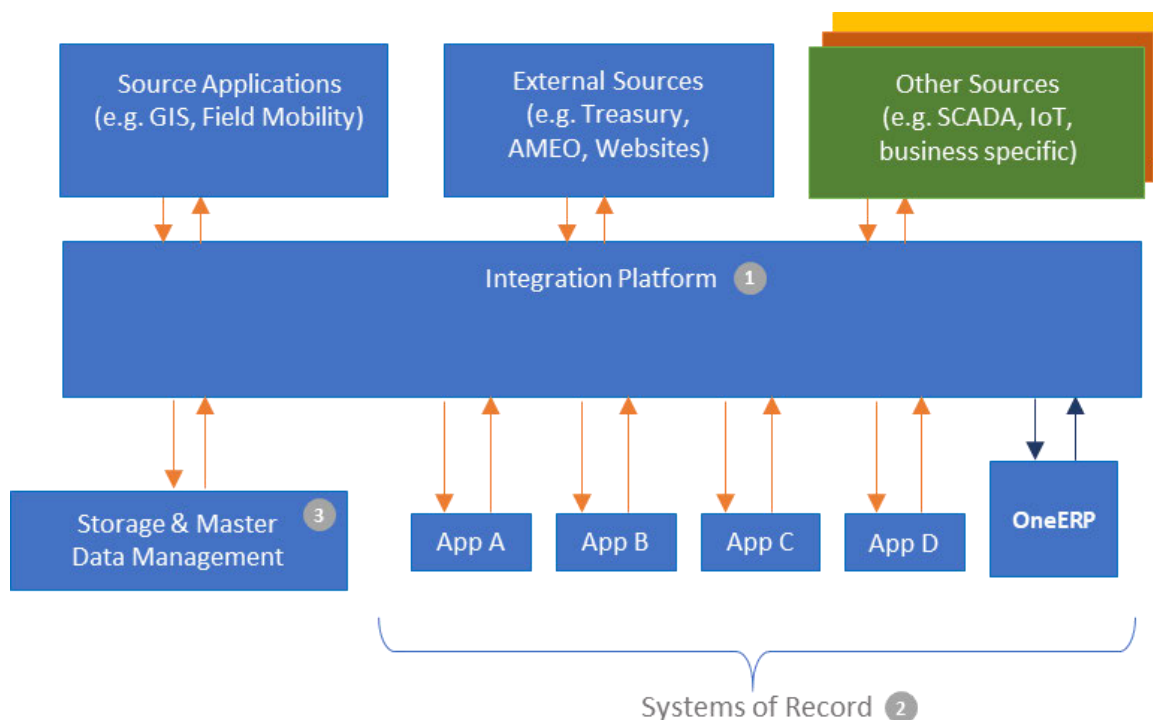 Source Applications
(e.g. GIS, Field Mobility)
External Sources
(e.g. Treasury,
AMEO, Websites)
Other Sources
(e.g. SCADA, IoT,
business specific)
Integration Platform 1
Storage & Master
Data Management
3
App A
App B
App C
App D
OneERP
Systems of Record 2